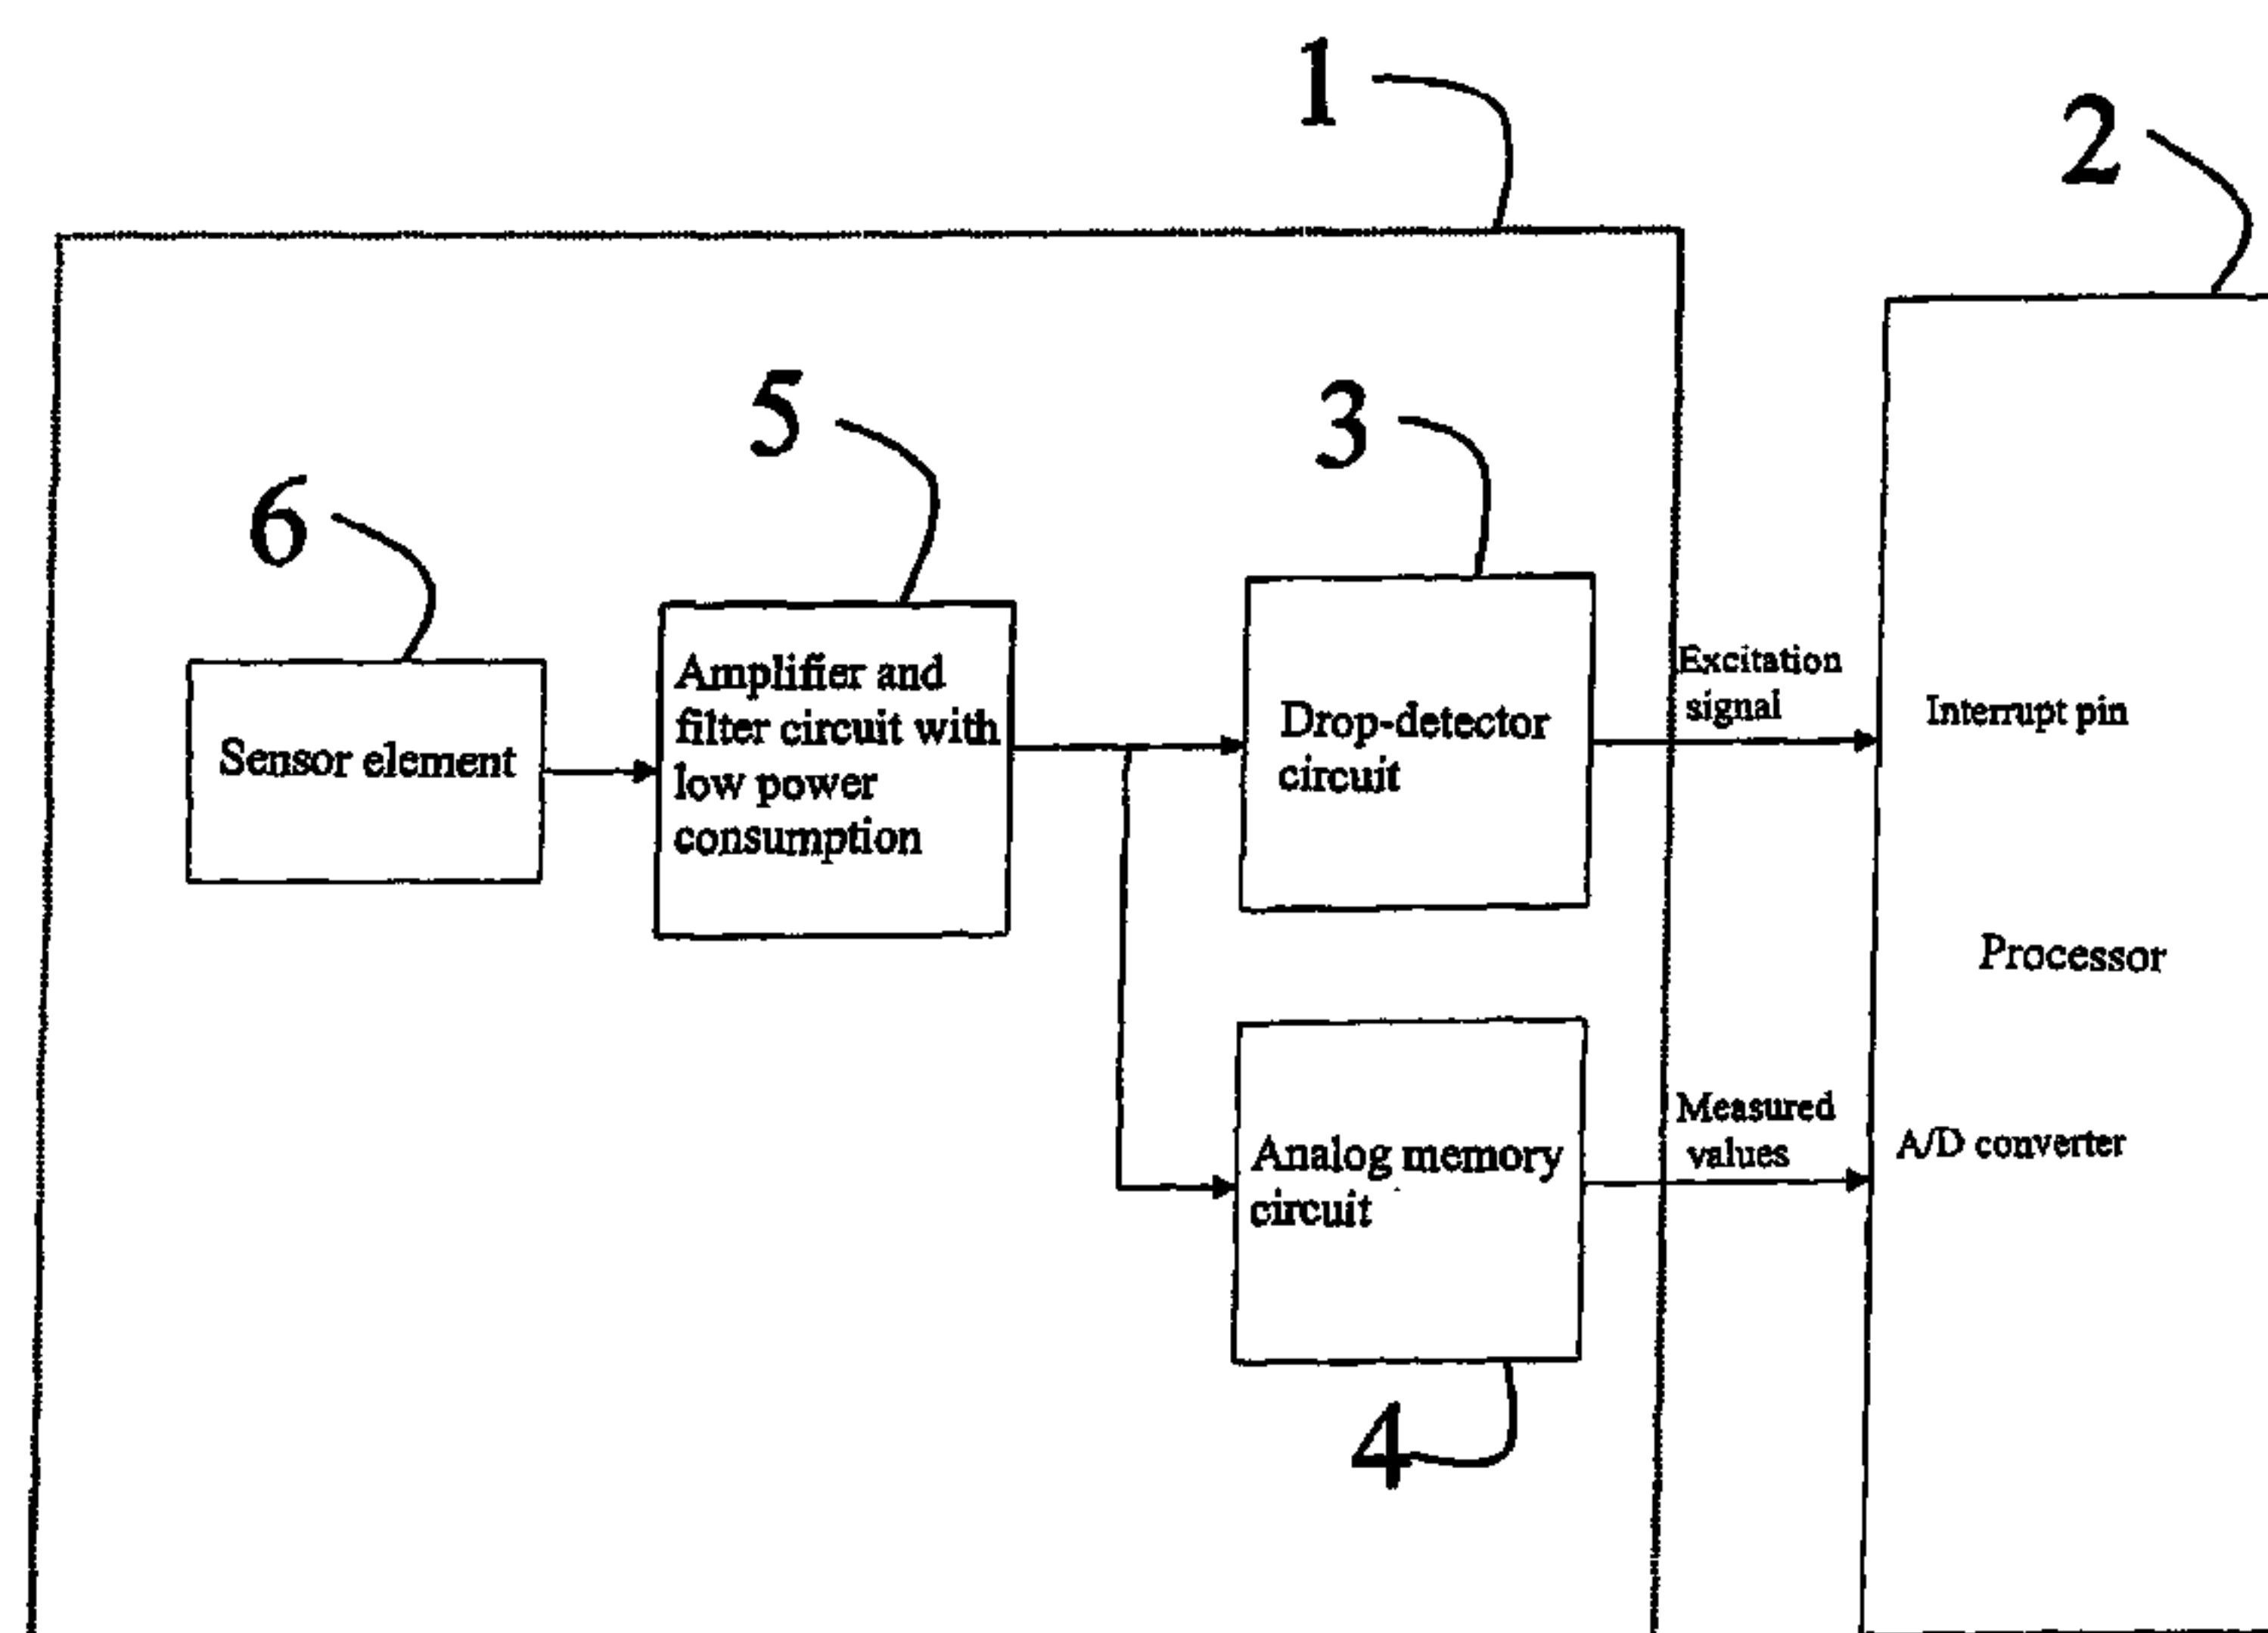 1
2
5
3
6
Sensor element
Amplifier and
filter circuit with
low power
consumption
Drop-detector
circuit
Excitation
signal
Interrupt pin
Processor
Analog memory
circuit
Measured
values
A/D converter
4